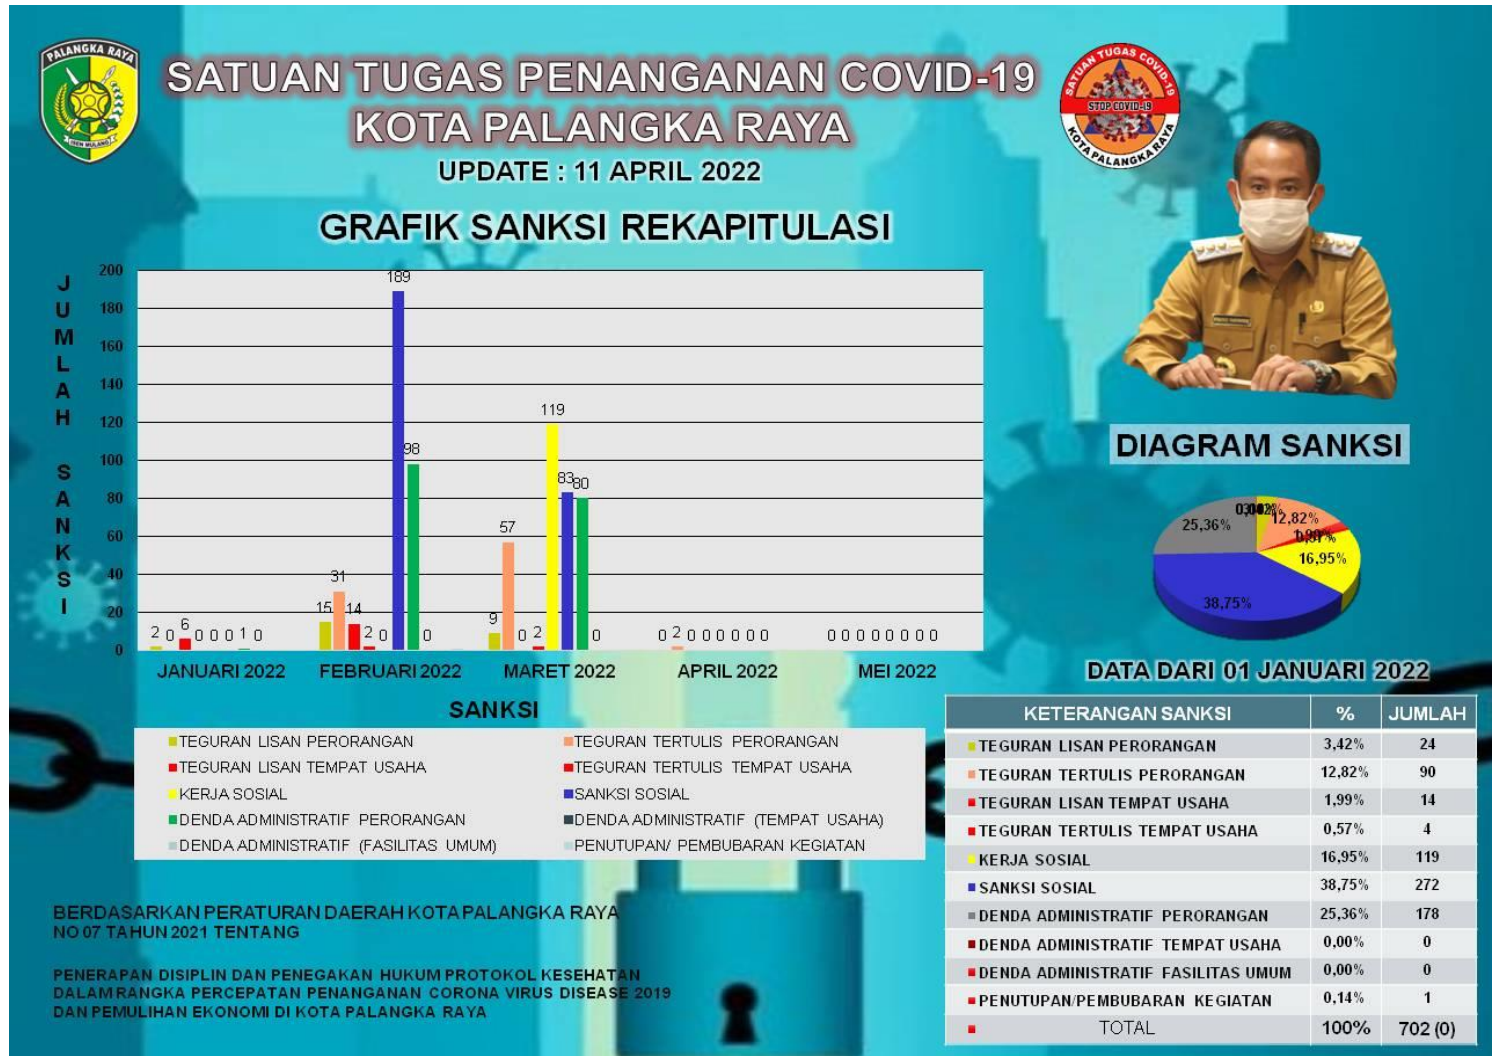 PALANGKA RAYA
ISEN MULANG
SATUAN TUGAS PENANGANAN COVID-19
KOTA PALANGKA RAYA
UPDATE : 11 APRIL 2022
SATUAN TUGAS COVID-19
STOP COVID-19
KOTA PALANGKA RAYA
GRAFIK SANKSI REKAPITULASI
JUMLAH SANKSI
200
180
160
140
120
100
80
60
40
20
0
2 0 6 0 0 0 1 0
15 31 14 2 0 189 98 0
9 57 0 2 119 83 80 0
0 2 0 0 0 0 0 0
0 0 0 0 0 0 0 0
JANUARI 2022 FEBRUARI 2022 MARET 2022 APRIL 2022 MEI 2022
SANKSI
TEGURAN LISAN PERORANGAN TEGURAN TERTULIS PERORANGAN
TEGURAN LISAN TEMPAT USAHA TEGURAN TERTULIS TEMPAT USAHA
KERJA SOSIAL SANKSI SOSIAL
DENDA ADMINISTRATIF PERORANGAN DENDA ADMINISTRATIF (TEMPAT USAHA)
DENDA ADMINISTRATIF (FASILITAS UMUM) PENUTUPAN/ PEMBUBARAN KEGIATAN
BERDASARKAN PERATURAN DAERAH KOTA PALANGKA RAYA
NO 07 TAHUN 2021 TENTANG
PENERAPAN DISIPLIN DAN PENEGAKAN HUKUM PROTOKOL KESEHATAN
DALAM RANGKA PERCEPATAN PENANGANAN CORONA VIRUS DISEASE 2019
DAN PEMULIHAN EKONOMI DI KOTA PALANGKA RAYA
DIAGRAM SANKSI
12,82%
25,36%
16,95%
38,75%
DATA DARI 01 JANUARI 2022
KETERANGAN SANKSI % JUMLAH
TEGURAN LISAN PERORANGAN 3,42% 24
TEGURAN TERTULIS PERORANGAN 12,82% 90
TEGURAN LISAN TEMPAT USAHA 1,99% 14
TEGURAN TERTULIS TEMPAT USAHA 0,57% 4
KERJA SOSIAL 16,95% 119
SANKSI SOSIAL 38,75% 272
DENDA ADMINISTRATIF PERORANGAN 25,36% 178
DENDA ADMINISTRATIF TEMPAT USAHA 0,00% 0
DENDA ADMINISTRATIF FASILITAS UMUM 0,00% 0
PENUTUPAN/PEMBUBARAN KEGIATAN 0,14% 1
TOTAL 100% 702 (0)